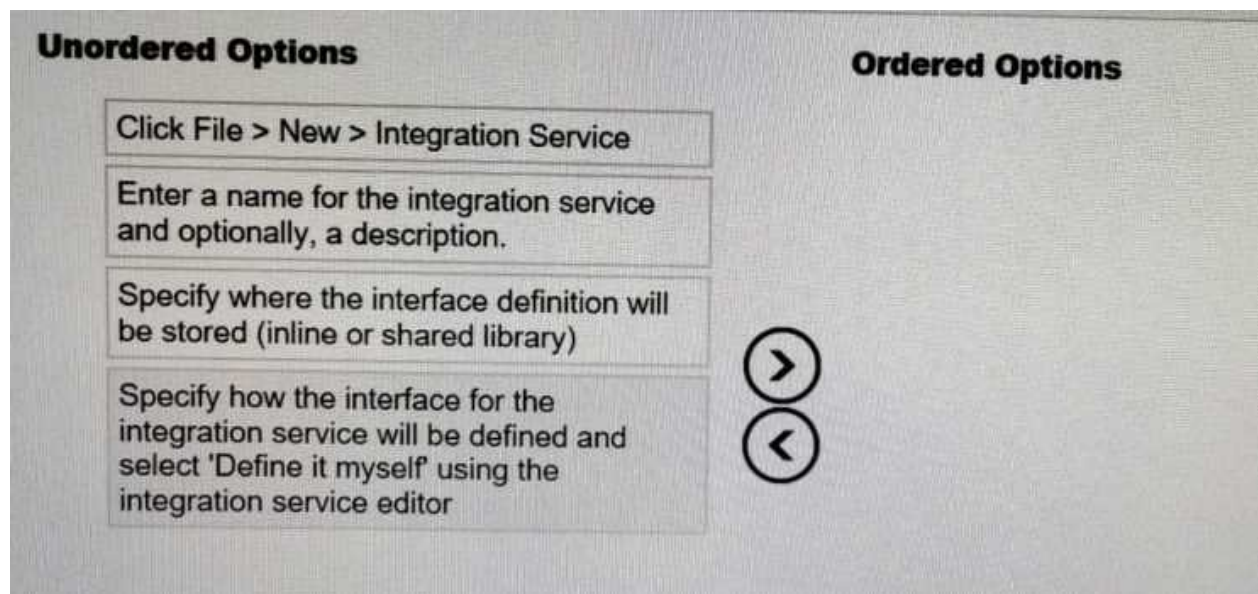 Unordered Options
Ordered Options
Click File > New > Integration Service
Enter a name for the integration service
and optionally, a description.
Specify where the interface definition will
be stored (inline or shared library)
Specify how the interface for the
integration service will be defined and
select 'Define it myself' using the
integration service editor